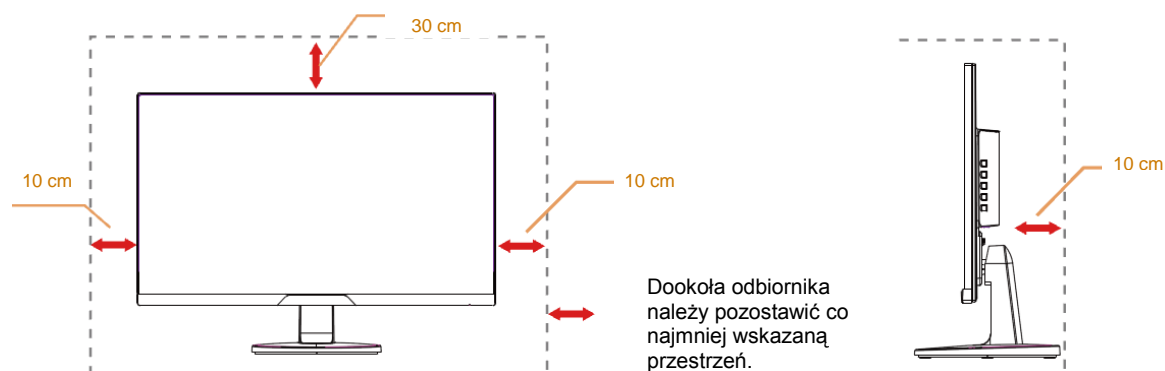 30 cm
10 cm
10 cm
10 cm
Dookoła odbiornika
należy pozostawić co
najmniej wskazaną
przestrzeń.